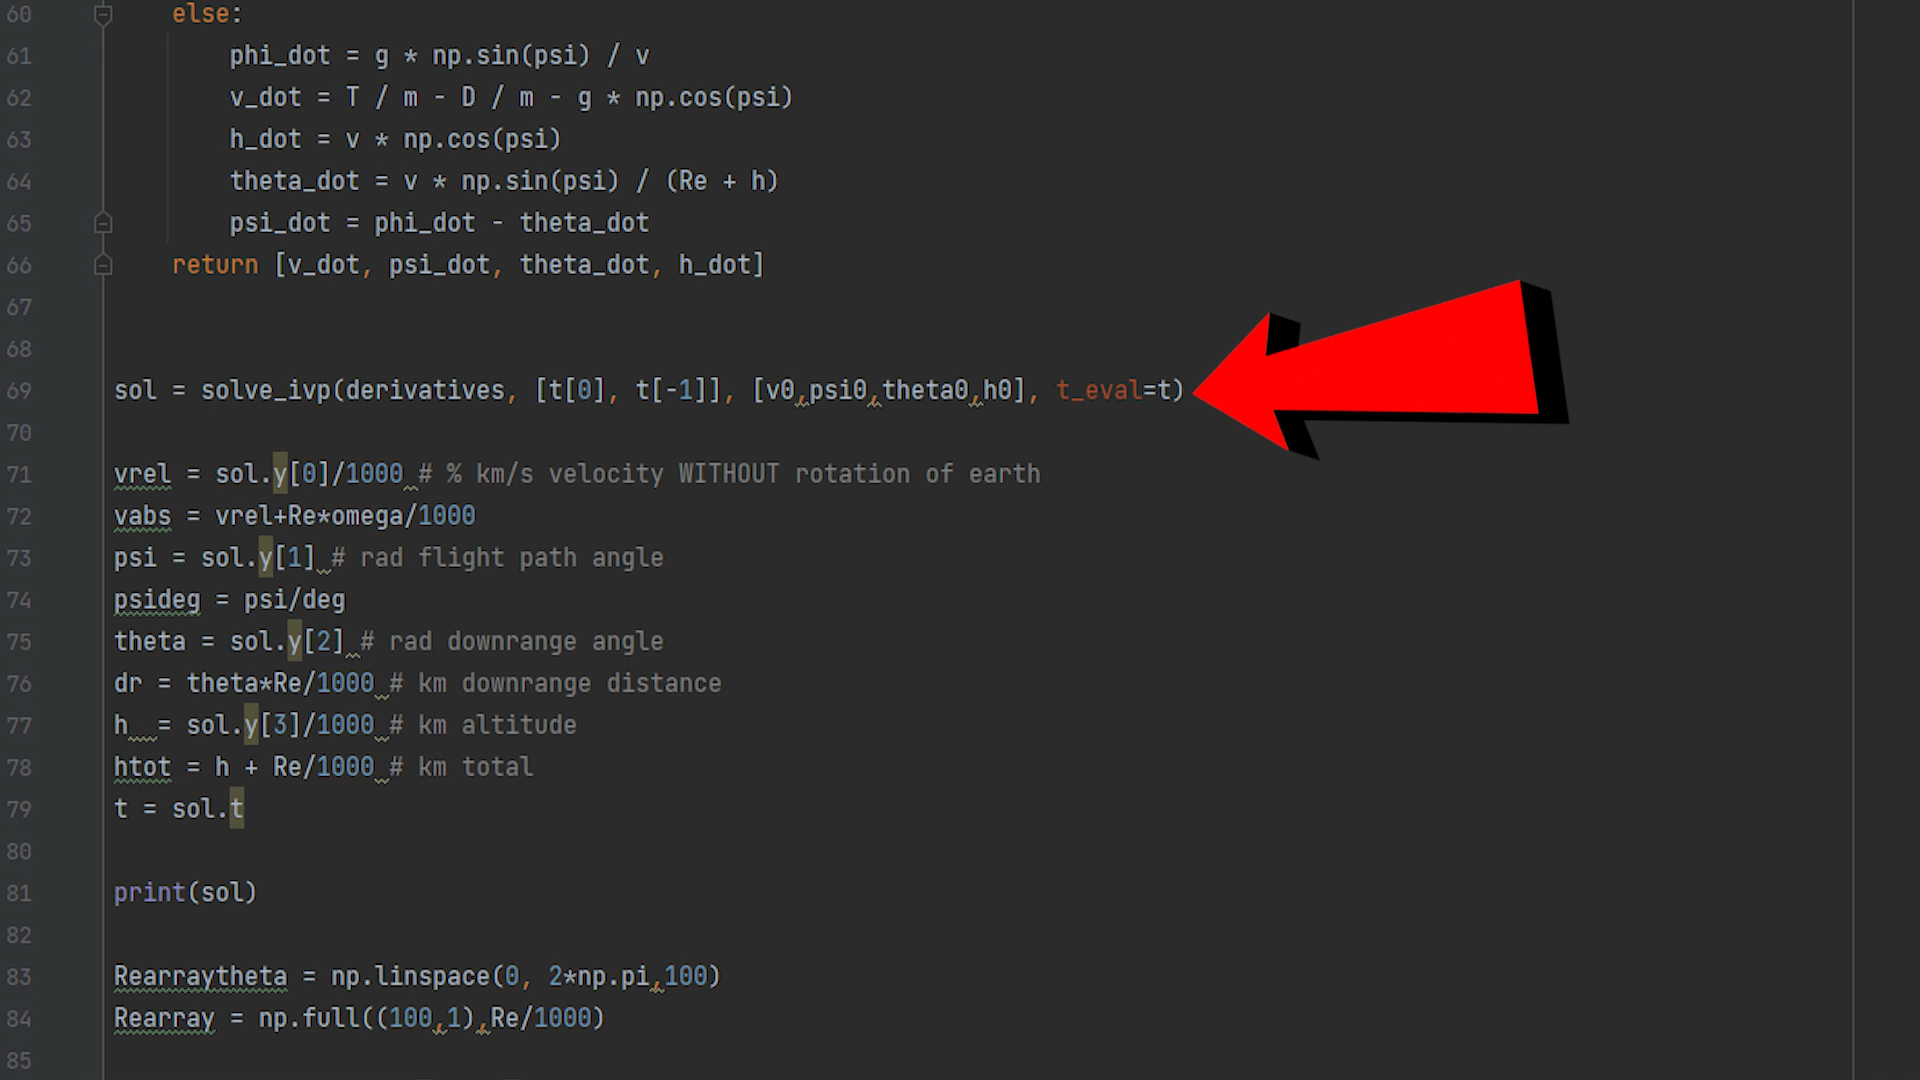 60 else:
61 phi_dot = g * np.sin(psi) / v
62 v_dot = T / m - D / m - g * np.cos(psi)
63 h_dot = v * np.cos(psi)
64 theta_dot = v * np.sin(psi) / (Re + h)
65 psi_dot = phi_dot - theta_dot
66 return [v_dot, psi_dot, theta_dot, h_dot]
67
68
69 sol = solve_ivp(derivatives, [t[0], t[-1]], [v0,psi0,theta0,h0], t_eval=t)
70
71 vrel = sol.y[0]/1000 # % km/s velocity WITHOUT rotation of earth
72 vabs = vrel+Re*omega/1000
73 psi = sol.y[1] # rad flight path angle
74 psideg = psi/deg
75 theta = sol.y[2] # rad downrange angle
76 dr = theta*Re/1000 # km downrange distance
77 h  = sol.y[3]/1000 # km altitude
78 htot = h + Re/1000 # km total
79 t = sol.t
80
81 print(sol)
82
83 Rearraytheta = np.linspace(0, 2*np.pi,100)
84 Rearray = np.full((100,1),Re/1000)
85